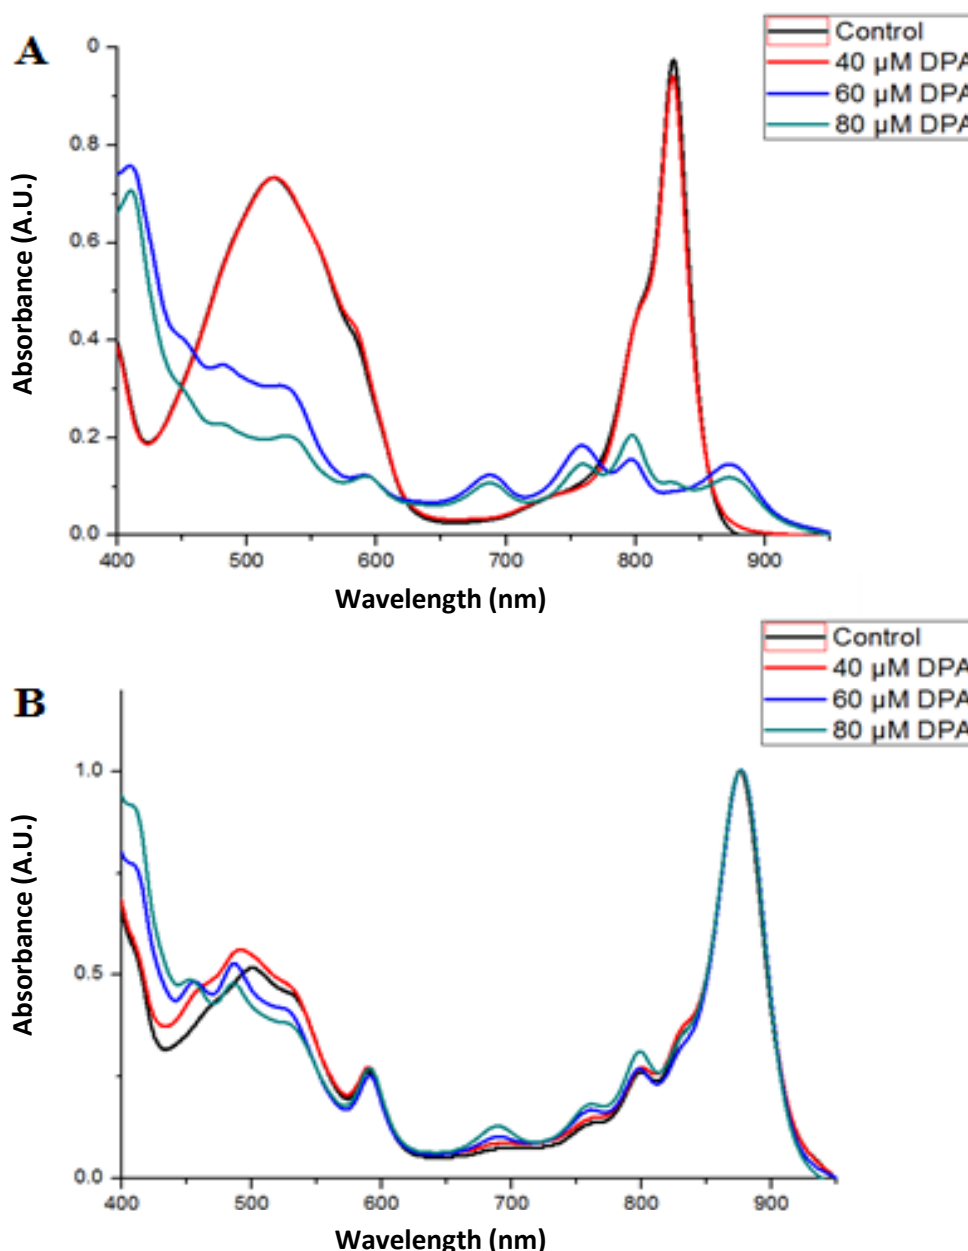 A
Control
40 µM DPA
60 µM DPA
80 µM DPA
0
0.8
0.6
0.4
0.2
0.0
Absorbance (A.U.)
400 500 600 700 800 900
Wavelength (nm)
B
Control
40 µM DPA
60 µM DPA
80 µM DPA
1.0
0.5
0.0
Absorbance (A.U.)
400 500 600 700 800 900
Wavelength (nm)